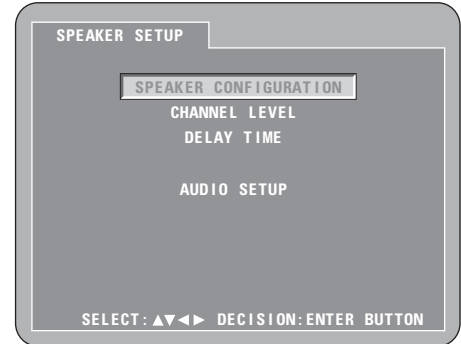 SPEAKER SETUP
SPEAKER CONFIGURATION
CHANNEL LEVEL
DELAY TIME
AUDIO SETUP
SELECT:▲▼◄► DECISION:ENTER BUTTON